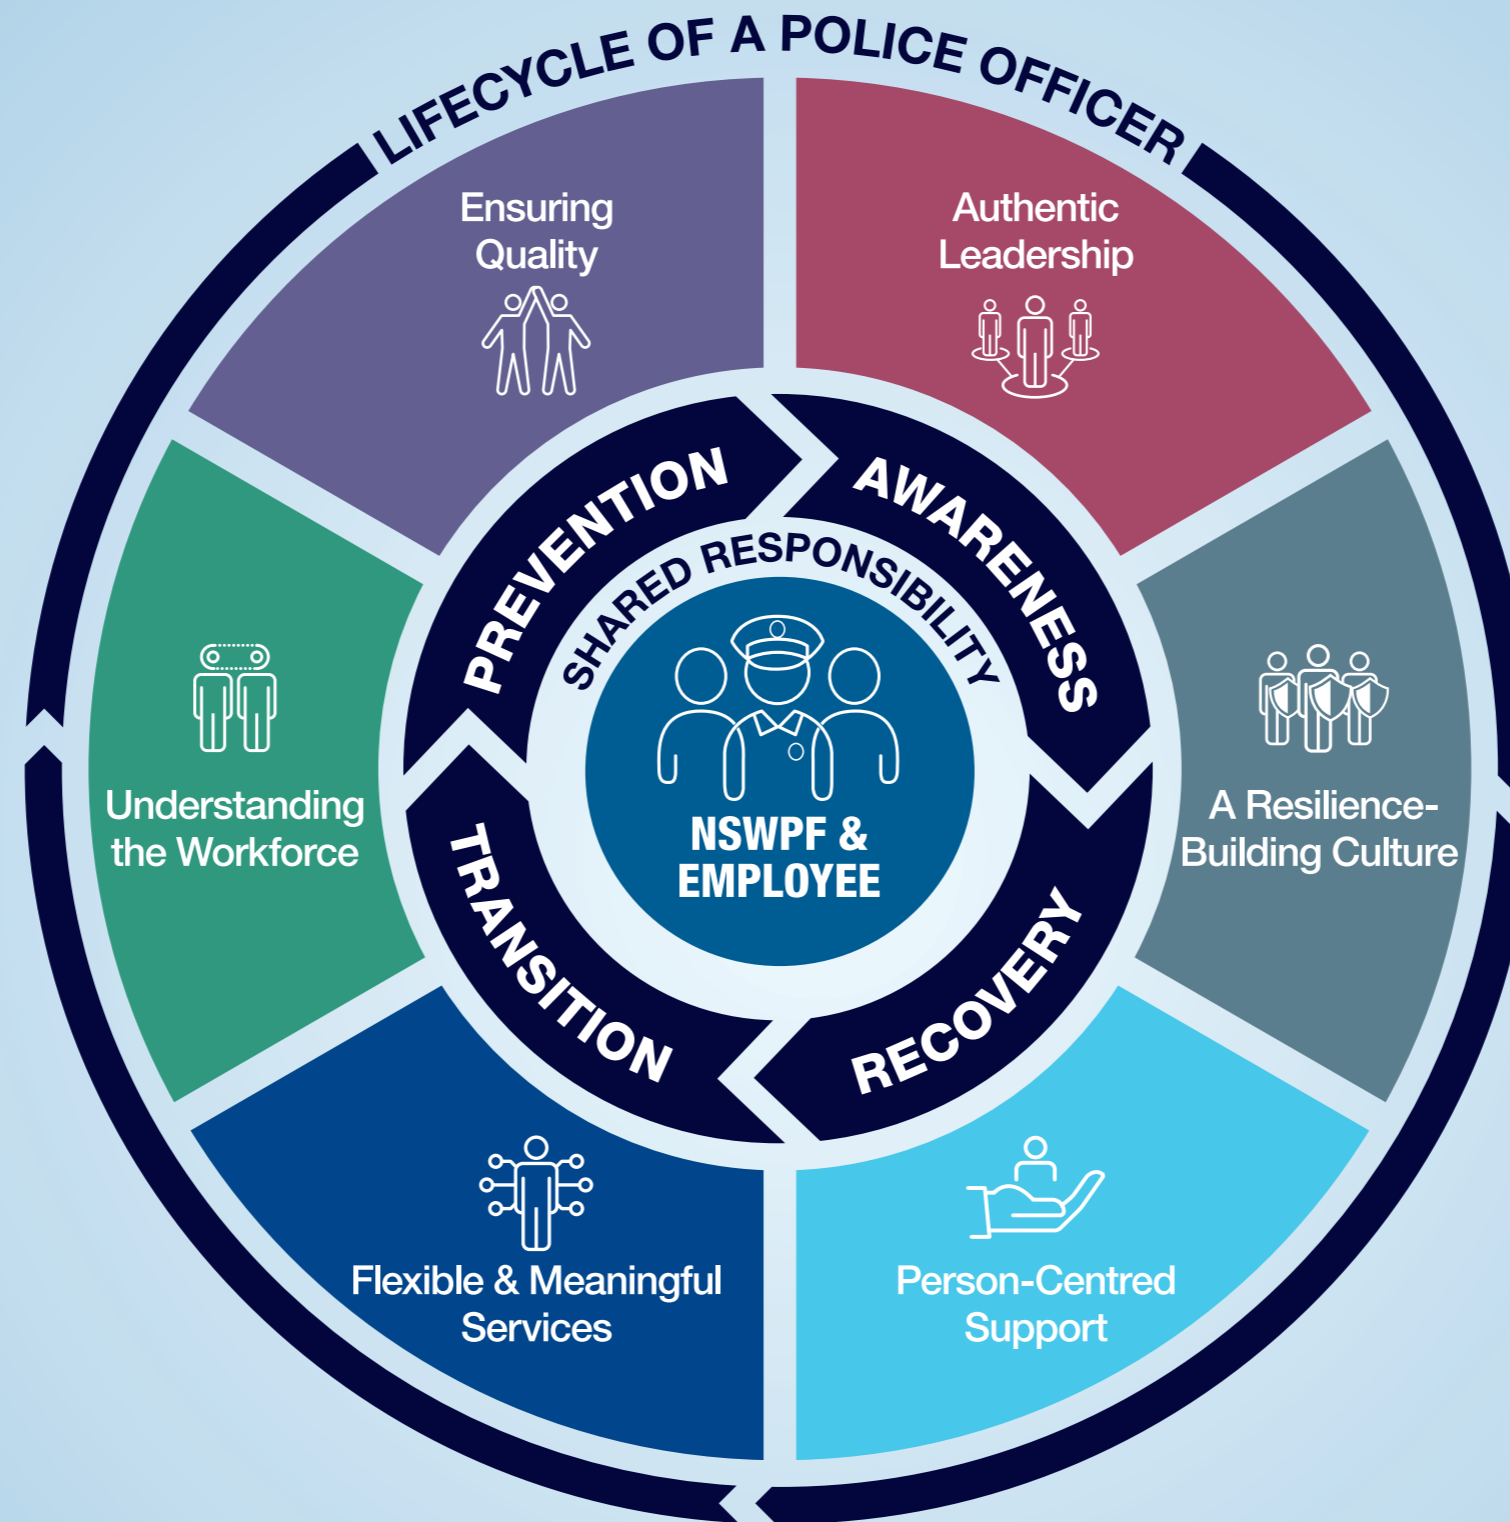 LIFECYCLE OF A POLICE OFFICER
Ensuring
Quality
Authentic
Leadership
PREVENTION
AWARENESS
SHARED RESPONSIBILITY
Understanding
the Workforce
NSWPF &
EMPLOYEE
A Resilience-
Building Culture
TRANSITION
RECOVERY
Flexible & Meaningful
Services
Person-Centred
Support